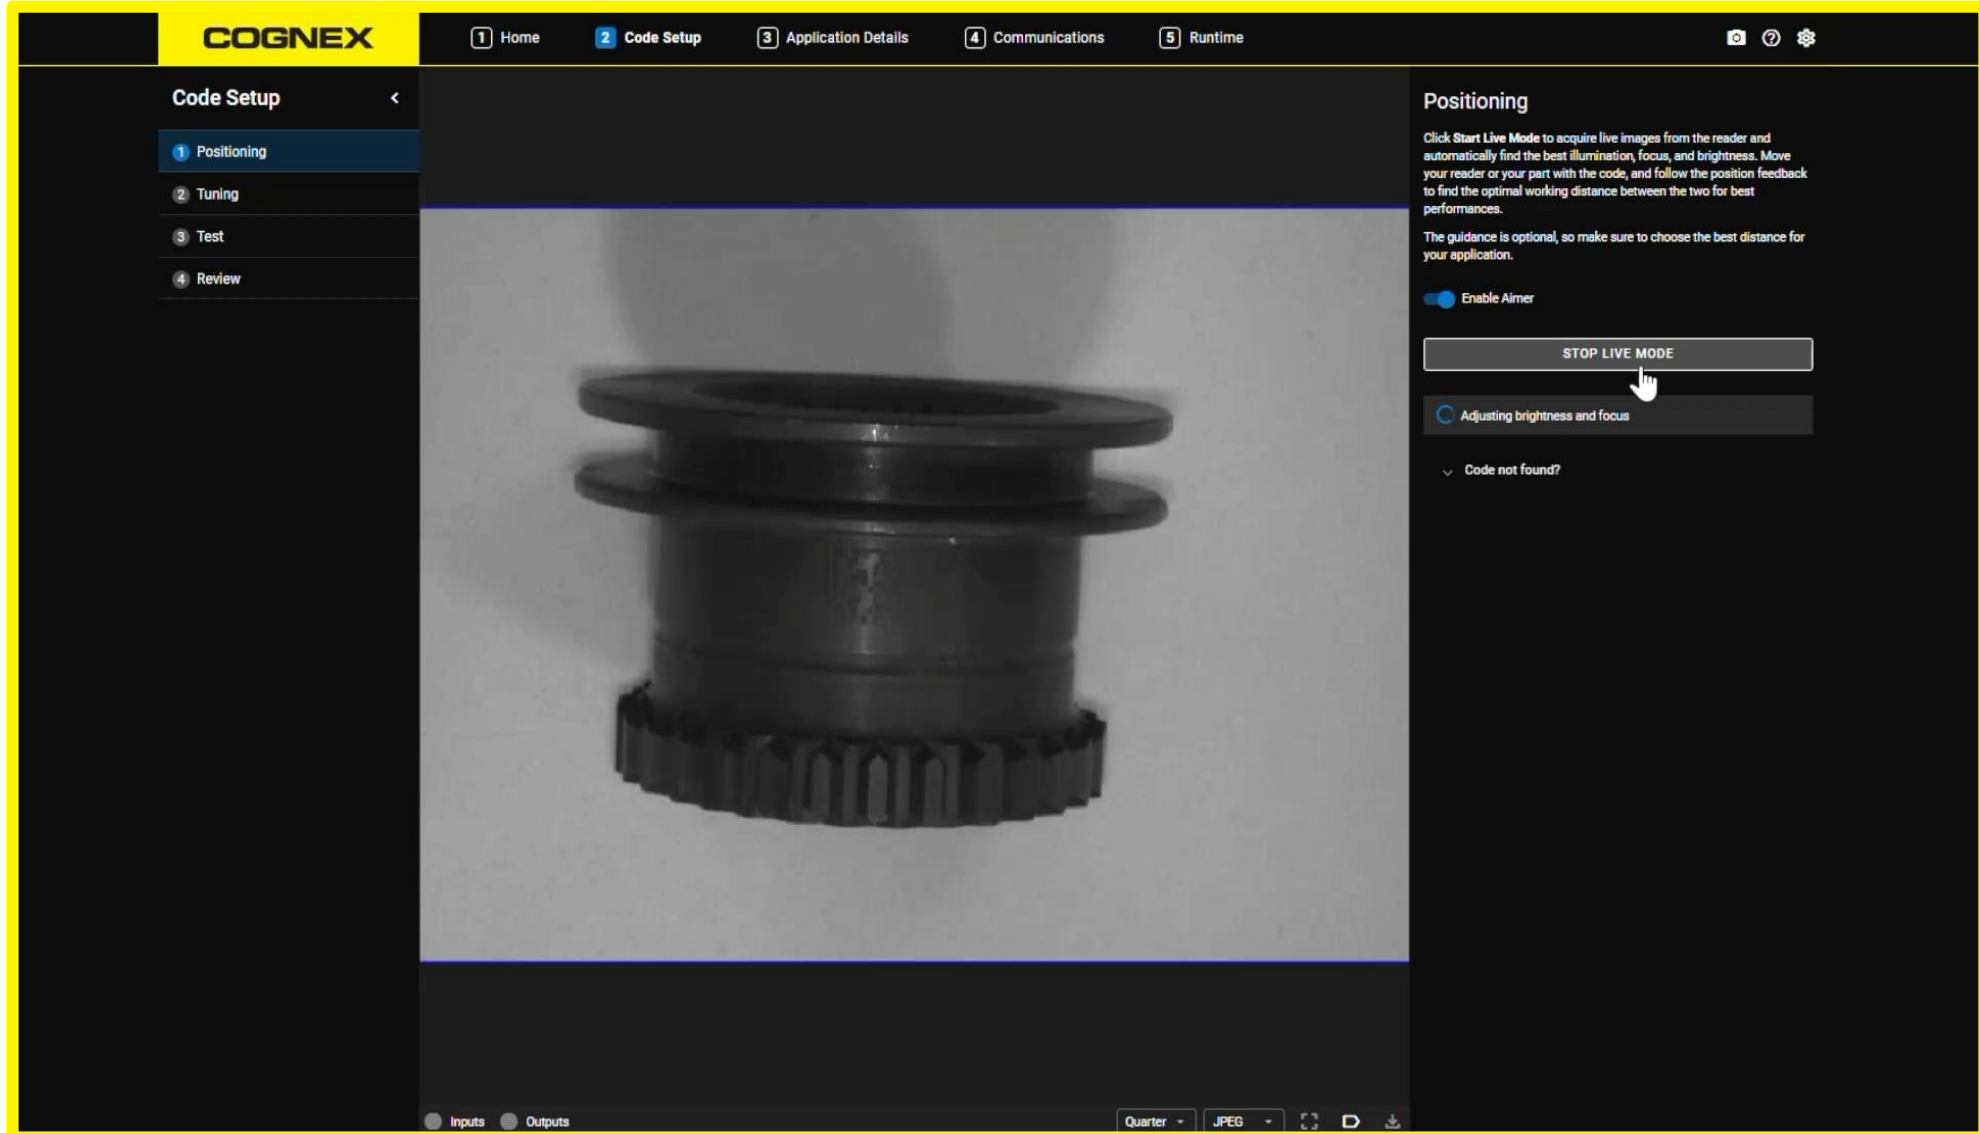 COGNEX
1 Home
2 Code Setup
3 Application Details
4 Communications
5 Runtime
Code Setup
1 Positioning
2 Tuning
3 Test
4 Review
Positioning
Click Start Live Mode to acquire live images from the reader and
automatically find the best illumination, focus, and brightness. Move
your reader or your part with the code, and follow the position feedback
to find the optimal working distance between the two for best
performances.
The guidance is optional, so make sure to choose the best distance for
your application.
Enable Aimer
STOP LIVE MODE
Adjusting brightness and focus
Code not found?
Inputs
Outputs
Quarter
JPEG